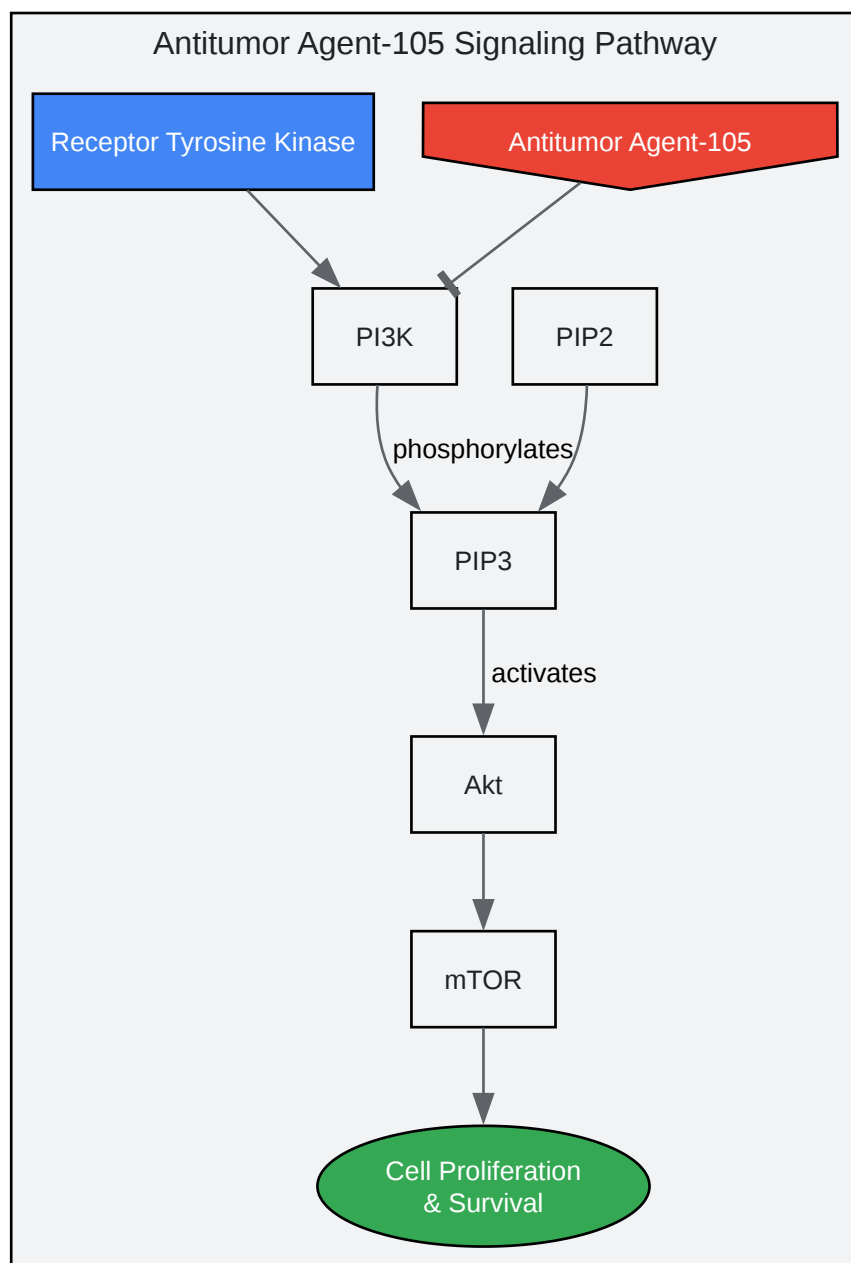 Antitumor Agent-105 Signaling Pathway
Receptor Tyrosine Kinase
Antitumor Agent-105
PI3K
PIP2
phosphorylates
PIP3
activates
Akt
mTOR
Cell Proliferation
& Survival